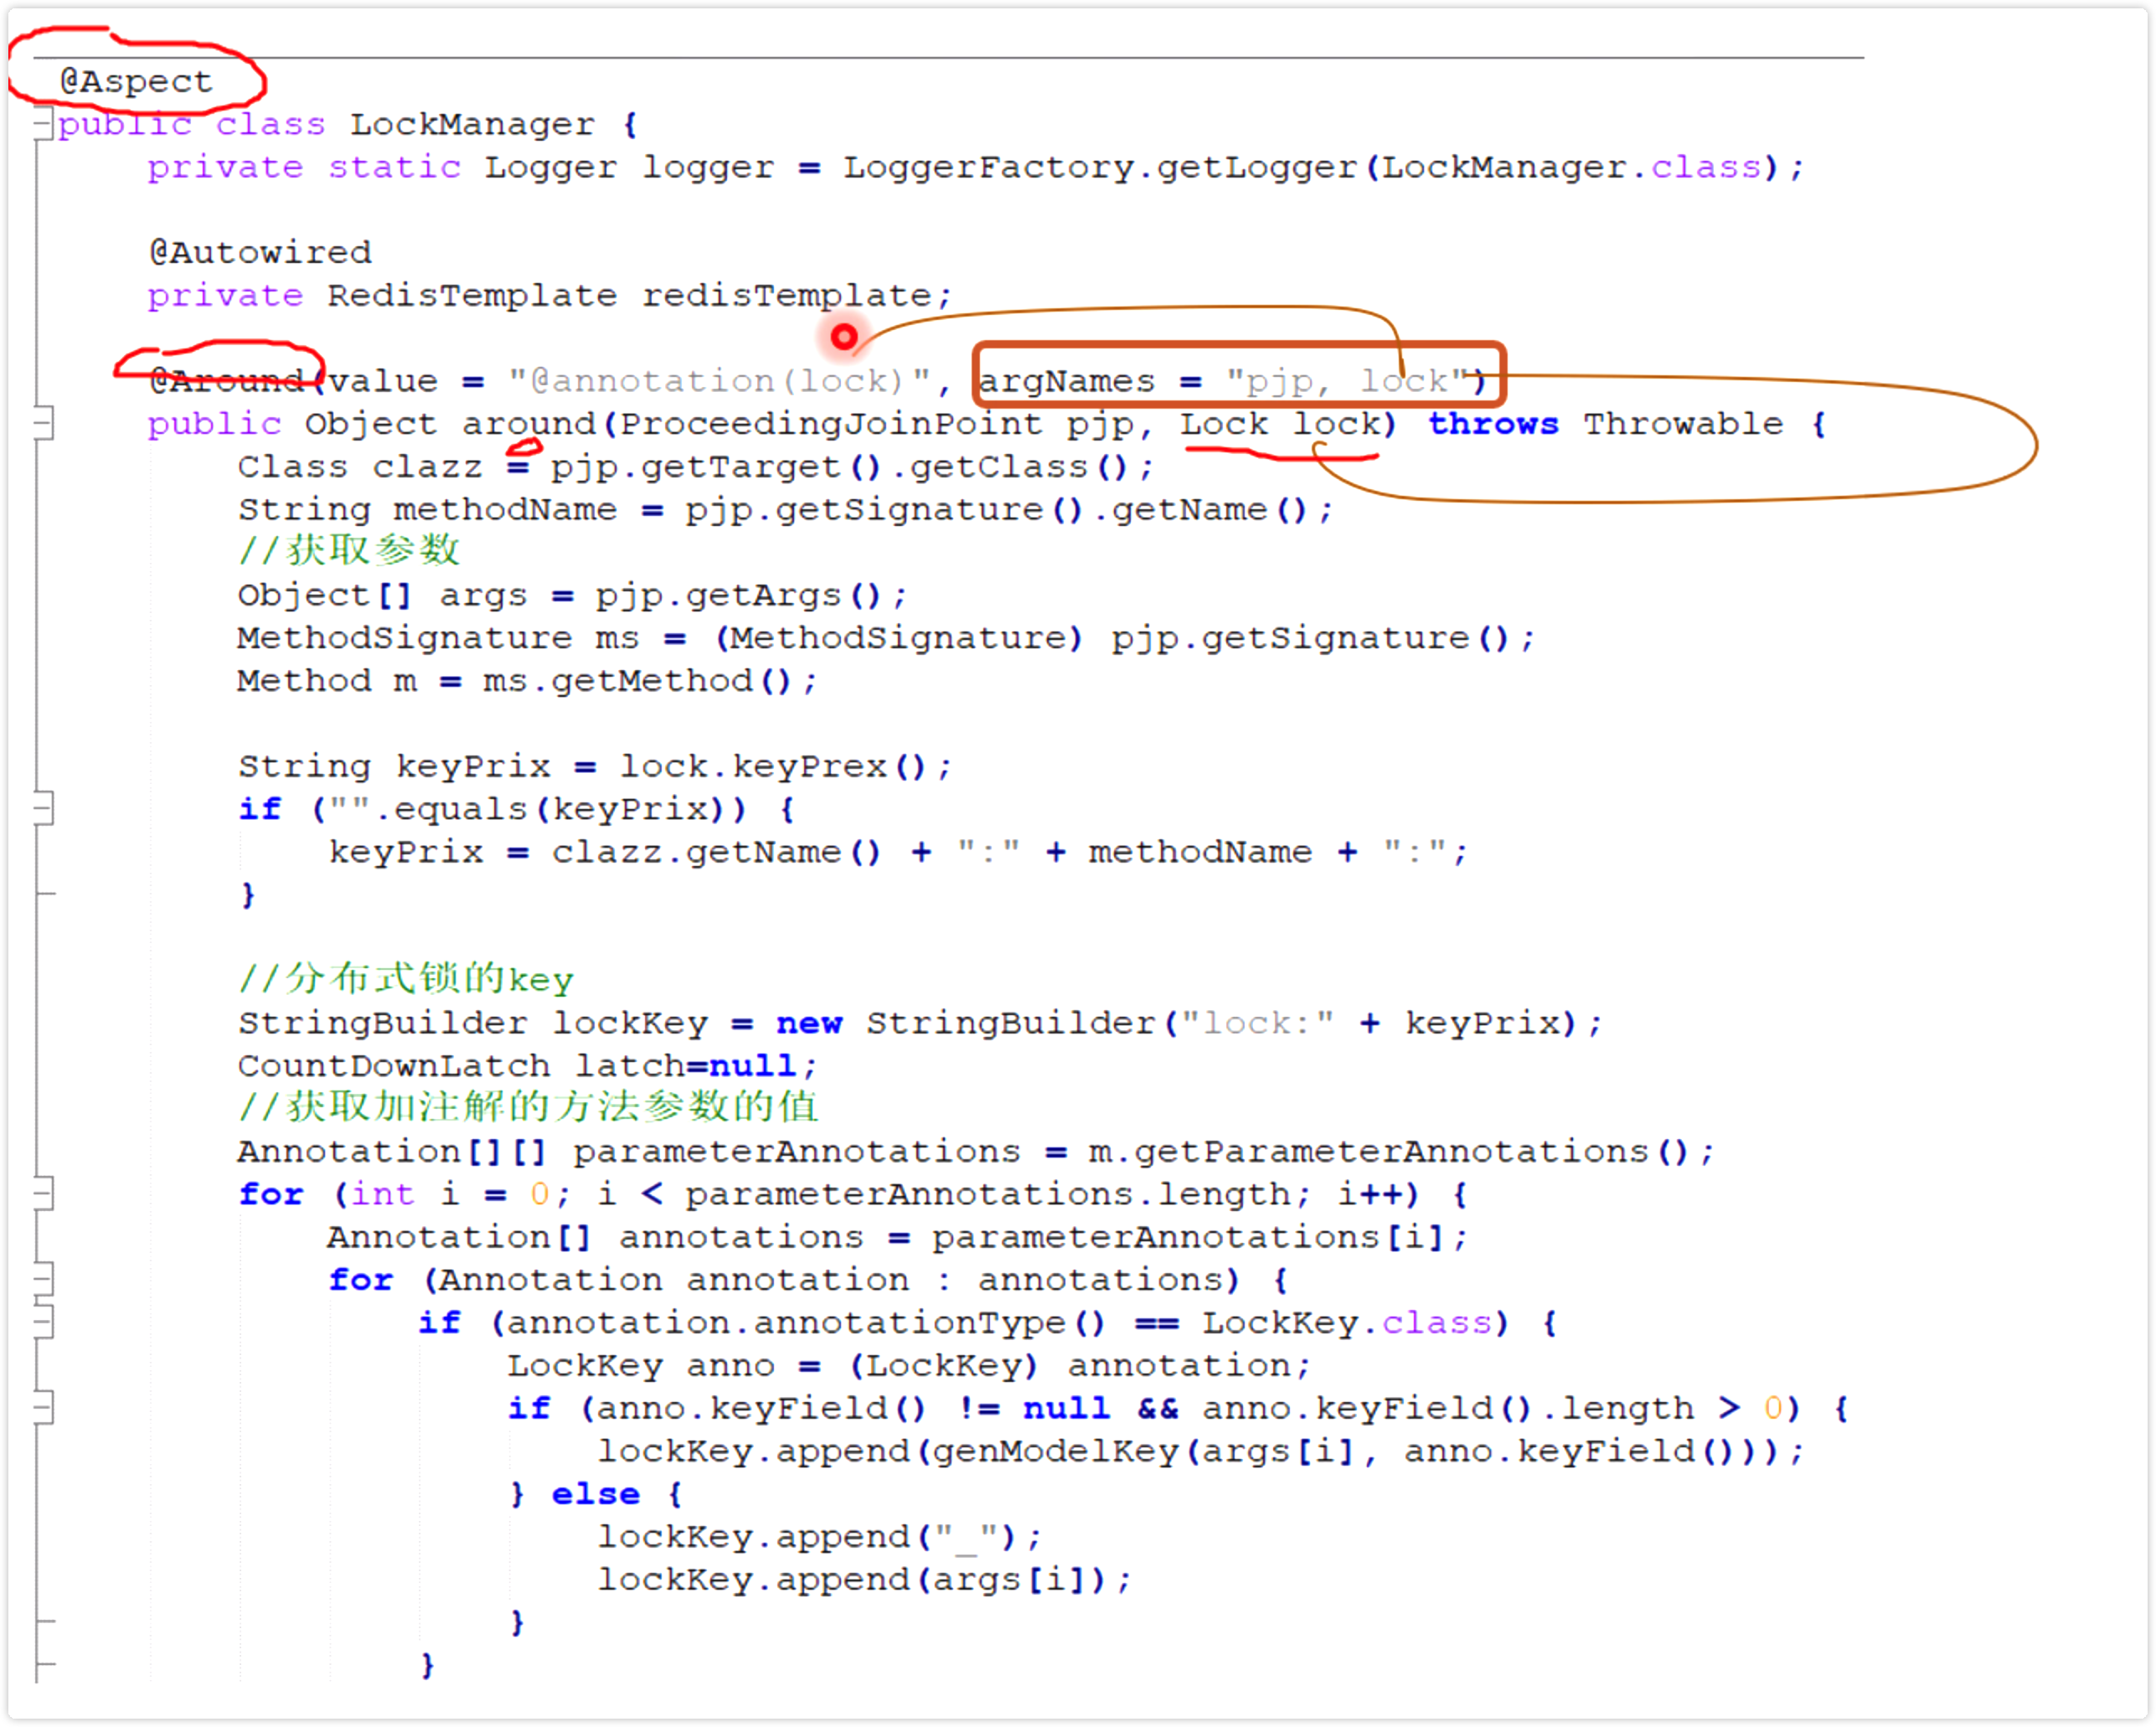 @Aspect
public class LockManager {
private static Logger logger = LoggerFactory.getLogger(LockManager.class);
@Autowired
private RedisTemplate redisTemplate;
@Around(value = "@annotation(lock)", argNames = "pjp, lock")
public Object around(ProceedingJoinPoint pjp, Lock lock) throws Throwable {
Class clazz = pjp.getTarget().getClass();
String methodName = pjp.getSignature().getName();
//获取参数
Object[] args = pjp.getArgs();
MethodSignature ms = (MethodSignature) pjp.getSignature();
Method m = ms.getMethod();
String keyPrix = lock.keyPrex();
if ("".equals(keyPrix)) {
keyPrix = clazz.getName() + ":" + methodName + ":";
}
//分布式锁的key
StringBuilder lockKey = new StringBuilder("lock:" + keyPrix);
CountDownLatch latch=null;
//获取加注解的方法参数的值
Annotation[][] parameterAnnotations = m.getParameterAnnotations();
for (int i = 0; i < parameterAnnotations.length; i++) {
Annotation[] annotations = parameterAnnotations[i];
for (Annotation annotation : annotations) {
if (annotation.annotationType() == LockKey.class) {
LockKey anno = (LockKey) annotation;
if (anno.keyField() != null && anno.keyField().length > 0) {
lockKey.append(genModelKey(args[i], anno.keyField()));
} else {
lockKey.append("_");
lockKey.append(args[i]);
}
}